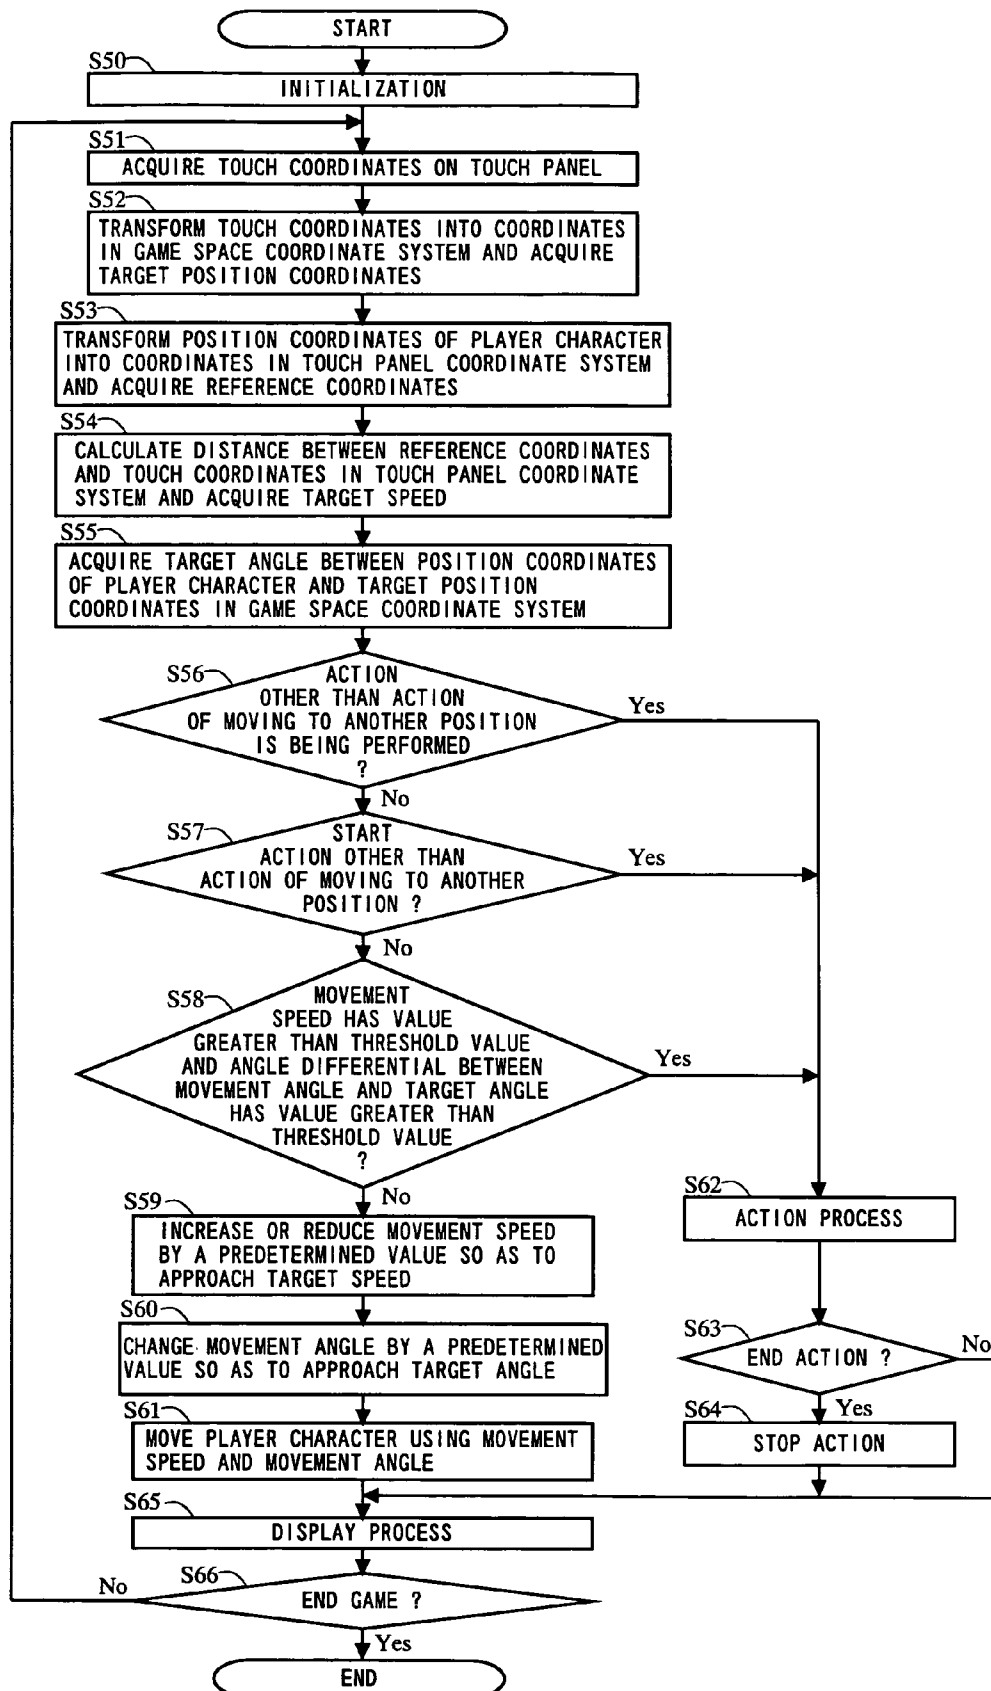 START
S50
INITIALIZATION
S51
ACQUIRE TOUCH COORDINATES ON TOUCH PANEL
S52
TRANSFORM TOUCH COORDINATES INTO COORDINATES
IN GAME SPACE COORDINATE SYSTEM AND ACQUIRE
TARGET POSITION COORDINATES
S53
TRANSFORM POSITION COORDINATES OF PLAYER CHARACTER
INTO COORDINATES IN TOUCH PANEL COORDINATE SYSTEM
AND ACQUIRE REFERENCE COORDINATES
S54
CALCULATE DISTANCE BETWEEN REFERENCE COORDINATES
AND TOUCH COORDINATES IN TOUCH PANEL COORDINATE
SYSTEM AND ACQUIRE TARGET SPEED
S55
ACQUIRE TARGET ANGLE BETWEEN POSITION COORDINATES
OF PLAYER CHARACTER AND TARGET POSITION
COORDINATES IN GAME SPACE COORDINATE SYSTEM
S56
ACTION
OTHER THAN ACTION
OF MOVING TO ANOTHER POSITION
IS BEING PERFORMED
?
Yes
No
S57
START
ACTION OTHER THAN
ACTION OF MOVING TO ANOTHER
POSITION ?
Yes
No
S58
MOVEMENT
SPEED HAS VALUE
GREATER THAN THRESHOLD VALUE
AND ANGLE DIFFERENTIAL BETWEEN
MOVEMENT ANGLE AND TARGET ANGLE
HAS VALUE GREATER THAN
THRESHOLD VALUE
?
Yes
No
S59
INCREASE OR REDUCE MOVEMENT SPEED
BY A PREDETERMINED VALUE SO AS TO
APPROACH TARGET SPEED
S60
CHANGE MOVEMENT ANGLE BY A PREDETERMINED
VALUE SO AS TO APPROACH TARGET ANGLE
S61
MOVE PLAYER CHARACTER USING MOVEMENT
SPEED AND MOVEMENT ANGLE
S62
ACTION PROCESS
S63
END ACTION ?
No
Yes
S64
STOP ACTION
S65
DISPLAY PROCESS
S66
END GAME ?
No
Yes
END